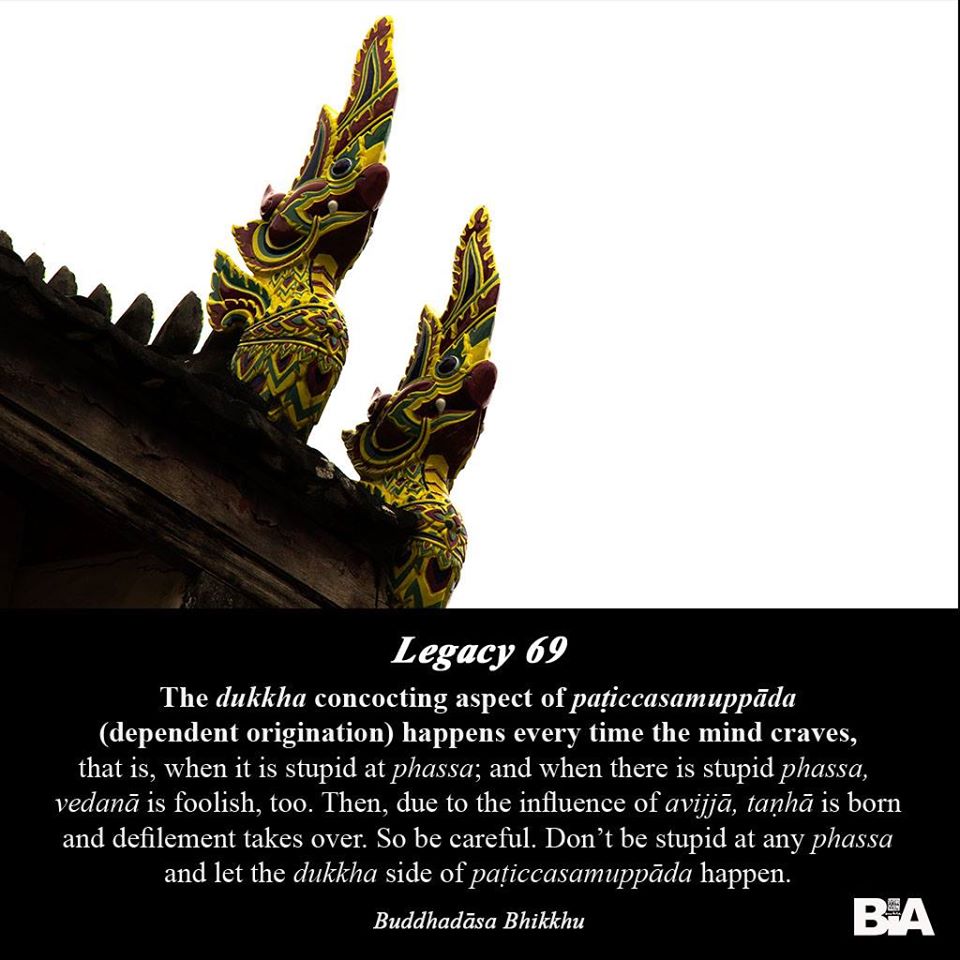 Legacy 69
The dukkha concocting aspect of paṭiccasamuppāda
(dependent origination) happens every time the mind craves,
that is, when it is stupid at phassa; and when there is stupid phassa,
vedanā is foolish, too. Then, due to the influence of avijjā, taṇhā is born
and defilement takes over. So be careful. Don’t be stupid at any phassa
and let the dukkha side of paṭiccasamuppāda happen.
Buddhadāsa Bhikkhu
BIA